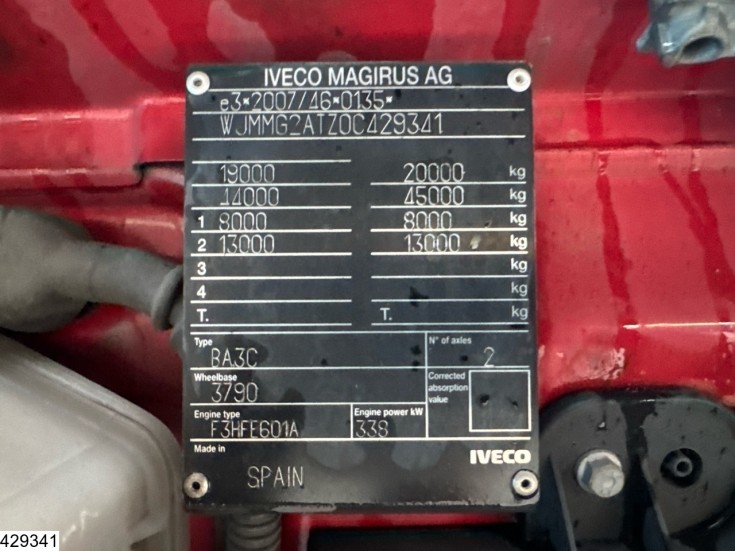 IVECO MAGIRUS AG
e3*2007/46*0135*
WJMMG2ATZ0C429341
19000 20000 kg
44000 45000 kg
1 8000 8000 kg
2 13000 13000 kg
3 kg
4 kg
T. T. kg
Type BA3C
N° of axles 2
Wheelbase 3790
Corrected absorption value
Engine type F3HFE601A
Engine power kW 338
Made in SPAIN
IVECO
429341